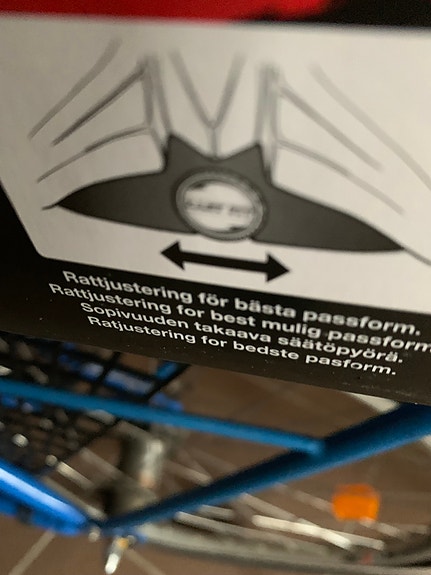 Rattjustering för bästa passform.
Rattjustering for best mulig passform
Sopivuuden takaava säätöpyörä.
Ratjustering for bedste pasform.